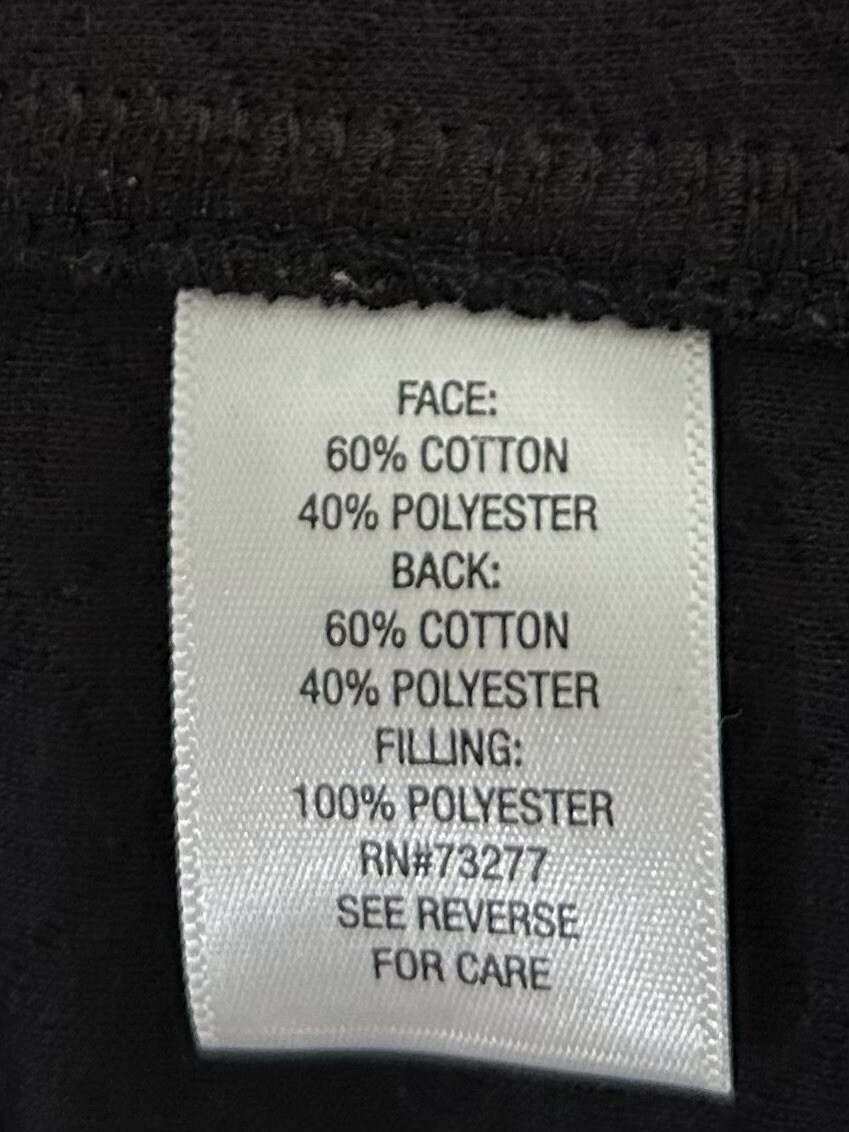 FACE:
60% COTTON
40% POLYESTER
BACK:
60% COTTON
40% POLYESTER
FILLING:
100% POLYESTER
RN#73277
SEE REVERSE
FOR CARE